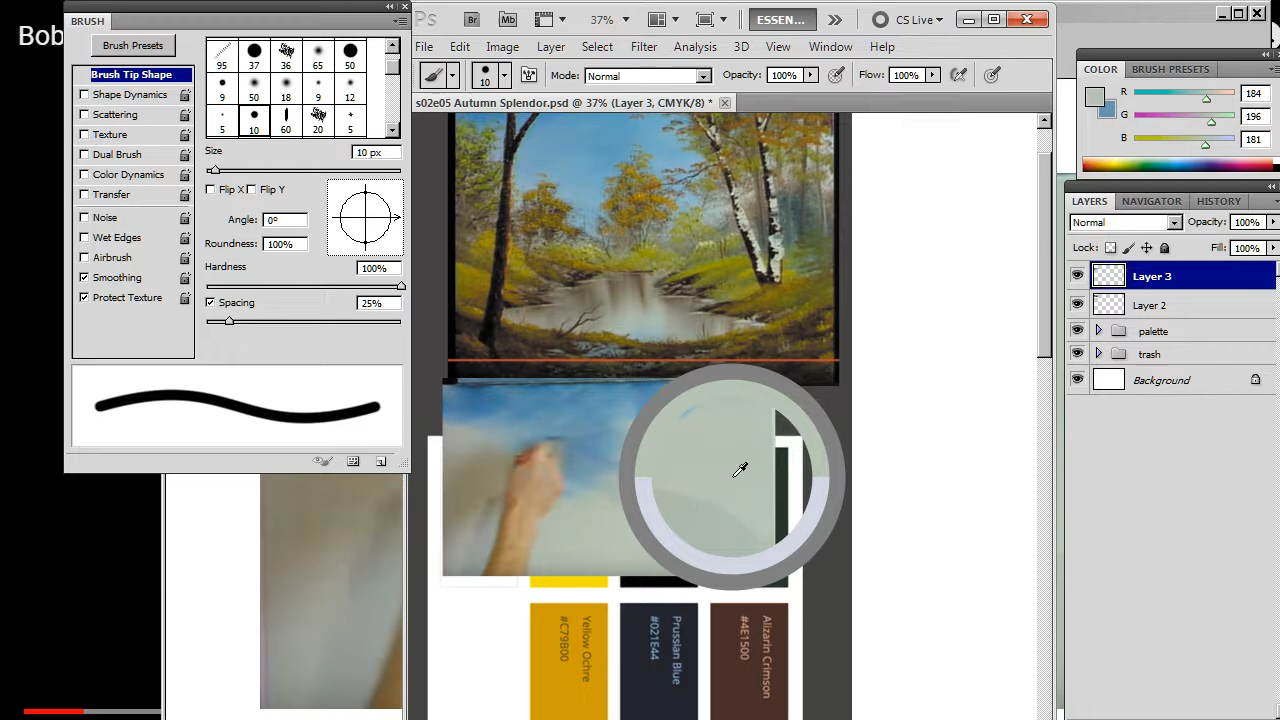 Bob
BRUSH
Brush Presets
Brush Tip Shape
Shape Dynamics
Scattering
Texture
Dual Brush
Color Dynamics
Transfer
Noise
Wet Edges
Airbrush
Smoothing
Protect Texture
95 37 36 65 50
9 50 18 9 12
5 10 60 20 5
Size 10 px
Flip X Flip Y
Angle: 0º
Roundness: 100%
Hardness 100%
Spacing 25%
Ps Br Mb 37% ESSEN... CS Live
File Edit Image Layer Select Filter Analysis 3D View Window Help
10 Mode: Normal Opacity: 100% Flow: 100%
s02e05 Autumn Splendor.psd @ 37% (Layer 3, CMYK/8) *
Yellow Ochre
#C79B00
Prussian Blue
#021E44
Alizarin Crimson
#4E1500
COLOR BRUSH PRESETS
R 184
G 196
B 181
LAYERS NAVIGATOR HISTORY
Normal Opacity: 100%
Lock: Fill: 100%
Layer 3
Layer 2
palette
trash
Background